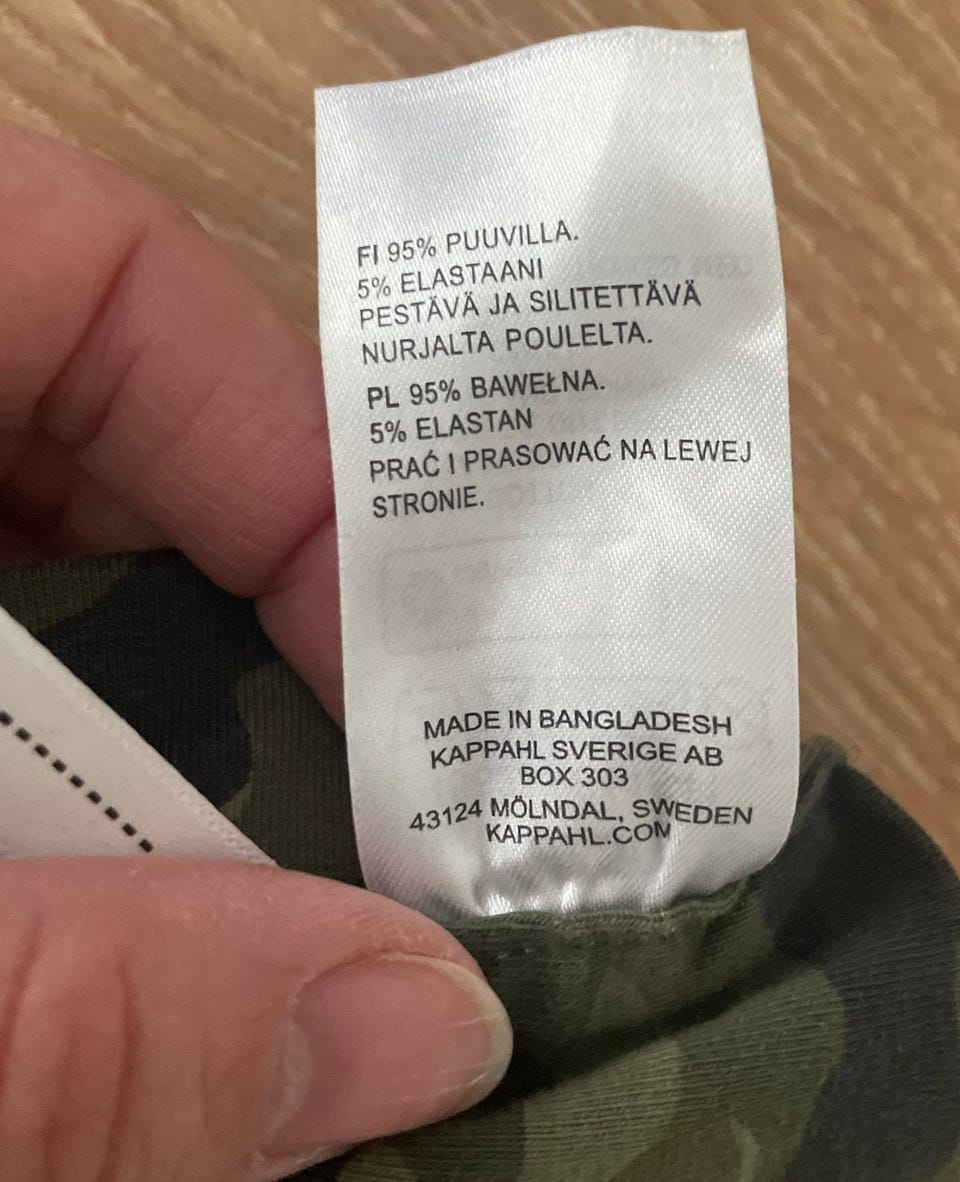 FI 95% PUUVILLA.
5% ELASTAANI
PESTÄVÄ JA SILITETTÄVÄ
NURJALTA POULELTA.
PL 95% BAWEŁNA.
5% ELASTAN
PRAĆ I PRASOWAĆ NA LEWEJ
STRONIE.
MADE IN BANGLADESH
KAPPAHL SVERIGE AB
BOX 303
43124 MÖLNDAL, SWEDEN
KAPPAHL.COM